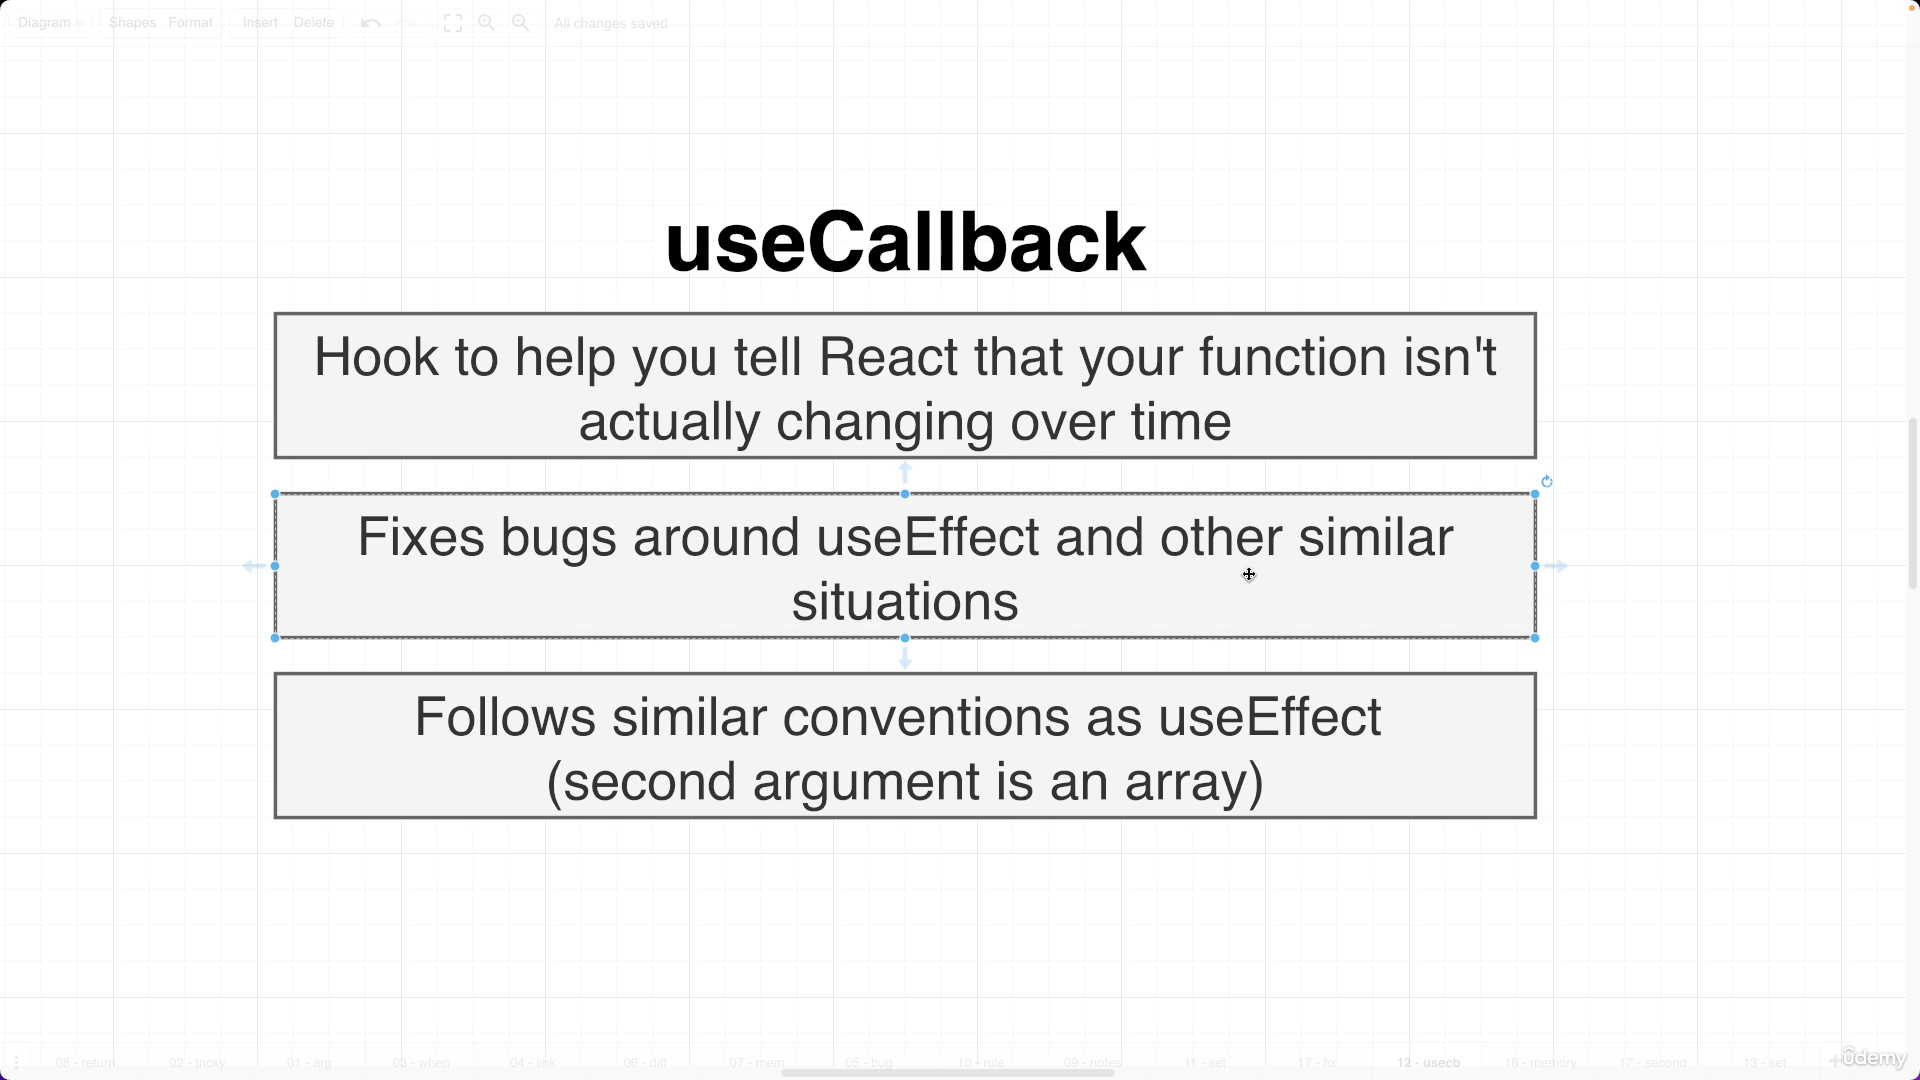 Diagram Shapes Format Insert Delete All changes saved
useCallback
Hook to help you tell React that your function isn't
actually changing over time
Fixes bugs around useEffect and other similar
situations
Follows similar conventions as useEffect
(second argument is an array)
08 - return 02 - tricky 01 - arg 03 - when 04 - link 06 - diff 07 - mem 05 - bug 10 - rule 09 - notes 11 - set 17 - fix 12 - usecb 16 - memory 17 - second 13 - set
ûdemy